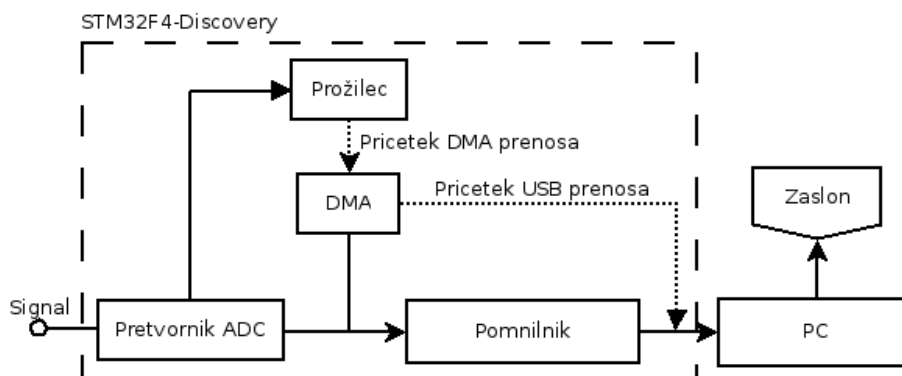 STM32F4-Discovery
Prožilec
Pricetek DMA prenosa
DMA
Pricetek USB prenosa
Zaslon
Signal
Pretvornik ADC
Pomnilnik
PC